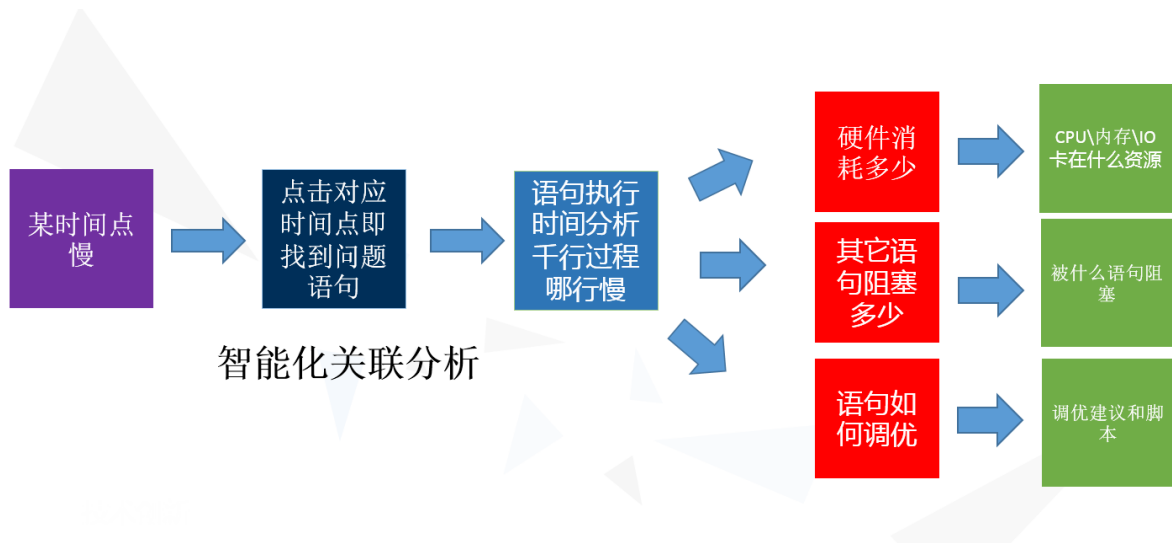 某时间点
慢
点击对应
时间点即
找到问题
语句
语句执行
时间分析
千行过程
哪行慢
硬件消
耗多少
CPU\内存\IO
卡在什么资源
其它语
句阻塞
多少
被什么语句阻
塞
语句如
何调优
调优建议和脚
本
智能化关联分析